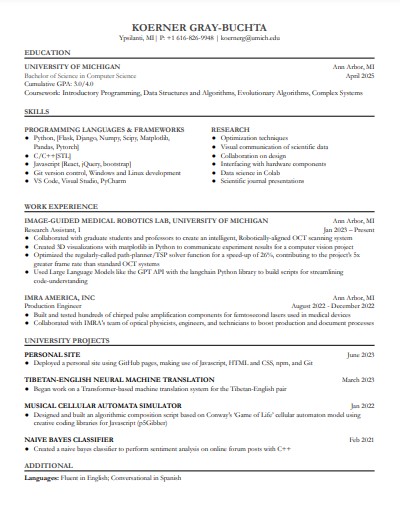 KOERNER GRAY-BUCHTA
Ypsilanti, MI | P: +1 616-826-9948 | koernerg@umich.edu
EDUCATION
UNIVERSITY OF MICHIGAN Ann Arbor, MI
Bachelor of Science in Computer Science April 2025
Cumulative GPA: 3.0/4.0
Coursework: Introductory Programming, Data Structures and Algorithms, Evolutionary Algorithms, Complex Systems
SKILLS
PROGRAMMING LANGUAGES & FRAMEWORKS
● Python, [Flask, Django, Numpy, Scipy, Matplotlib,
Pandas, Pytorch]
● C/C++[STL]
● Javascript [React, jQuery, bootstrap]
● Git version control, Windows and Linux development
● VS Code, Visual Studio, PyCharm
RESEARCH
● Optimization techniques
● Visual communication of scientific data
● Collaboration on design
● Interfacing with hardware components
● Data science in Colab
● Scientific journal presentations
WORK EXPERIENCE
IMAGE-GUIDED MEDICAL ROBOTICS LAB, UNIVERSITY OF MICHIGAN Ann Arbor, MI
Research Assistant, I Jan 2023 – Present
● Collaborated with graduate students and professors to create an intelligent, Robotically-aligned OCT scanning system
● Created 3D visualizations with matplotlib in Python to communicate experiment results for a computer vision project
● Optimized the regularly-called path-planner/TSP solver function for a speed-up of 26%, contributing to the project's 5x
greater frame rate than standard OCT systems
● Used Large Language Models like the GPT API with the langchain Python library to build scripts for streamlining
code-understanding
IMRA AMERICA, INC Ann Arbor, MI
Production Engineer August 2022 - December 2022
● Built and tested hundreds of chirped pulse amplification components for femtosecond lasers used in medical devices
● Collaborated with IMRA's team of optical physicists, engineers, and technicians to boost production and document processes
UNIVERSITY PROJECTS
PERSONAL SITE June 2023
● Deployed a personal site using GitHub pages, making use of Javascript, HTML and CSS, npm, and Git
TIBETAN-ENGLISH NEURAL MACHINE TRANSLATION March 2023
● Began work on a Transformer-based machine translation system for the Tibetan-English pair
MUSICAL CELLULAR AUTOMATA SIMULATOR Jan 2022
● Designed and built an algorithmic composition script based on Conway's 'Game of Life' cellular automaton model using
creative coding libraries for Javascript (p5Gibber)
NAIVE BAYES CLASSIFIER Feb 2021
● Created a naive bayes classifier to perform sentiment analysis on online forum posts with C++
ADDITIONAL
Languages: Fluent in English; Conversational in Spanish